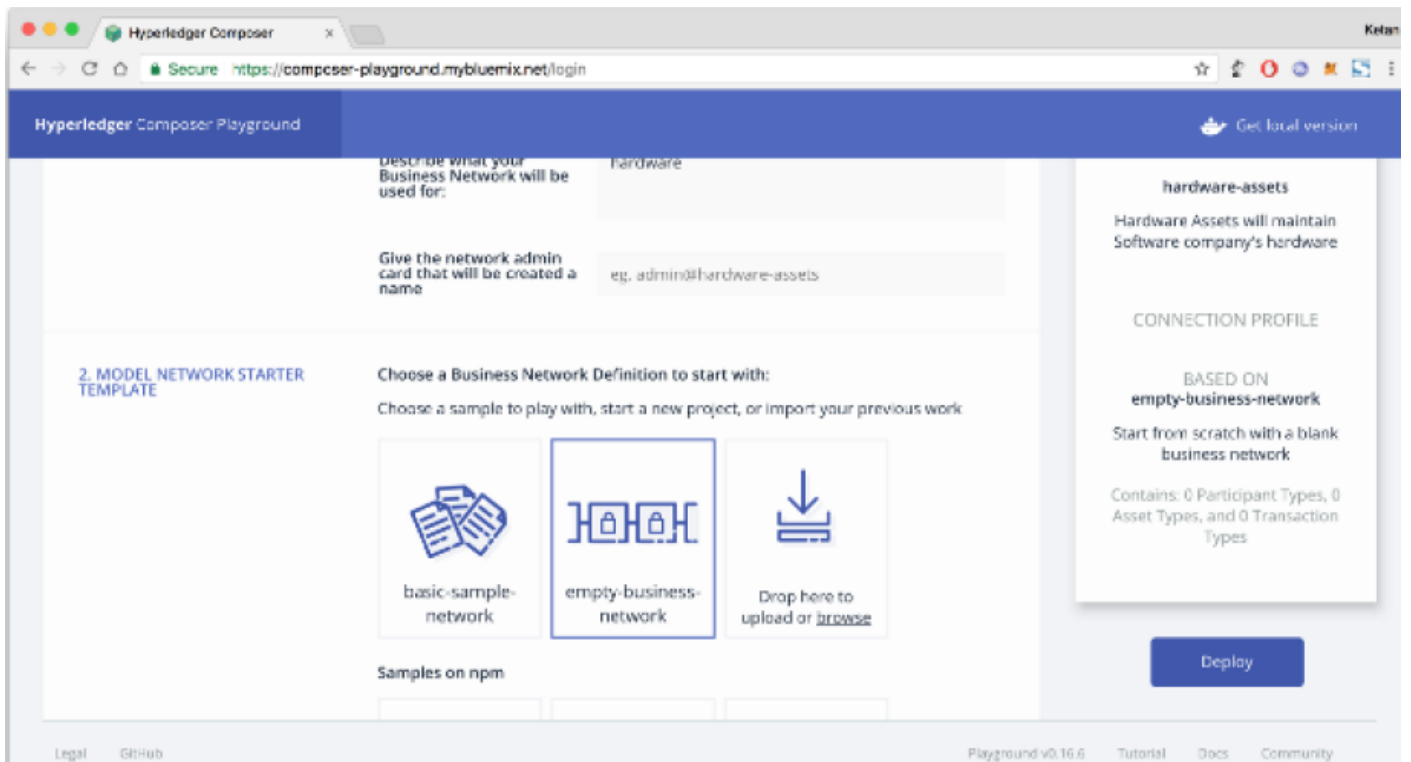 Hyperledger Composer
Ketan
Secure https://composer-playground.mybluemix.net/login
Hyperledger Composer Playground
Get local version
Describe what your
Business Network will be
used for:
hardware
Give the network admin
card that will be created a
name
eg. admin@hardware-assets
2. MODEL NETWORK STARTER
TEMPLATE
Choose a Business Network Definition to start with:
Choose a sample to play with, start a new project, or import your previous work
basic-sample-
network
empty-business-
network
Drop here to
upload or browse
Samples on npm
hardware-assets
Hardware Assets will maintain
Software company's hardware
CONNECTION PROFILE
BASED ON
empty-business-network
Start from scratch with a blank
business network
Contains: 0 Participant Types, 0
Asset Types, and 0 Transaction
Types
Deploy
Legal
GitHub
Playground v0.16.6
Tutorial
Docs
Community